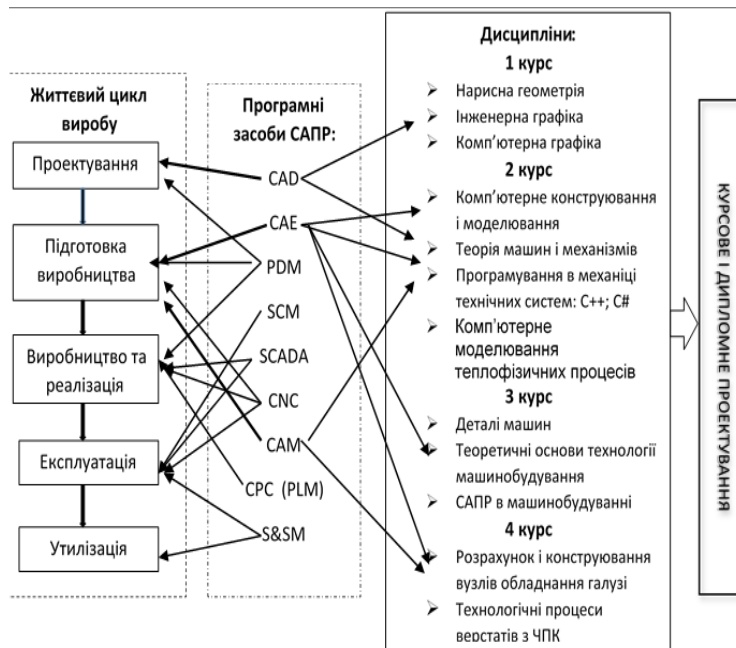 Життєвий цикл
виробу
Проектування
Підготовка
виробництва
Виробництво та
реалізація
Експлуатація
Утилізація
Програмні
засоби САПР:
CAD
CAE
PDM
SCM
SCADA
CNC
CAM
CPC (PLM)
S&SM
Дисципліни:
1 курс
Нарисна геометрія
Інженерна графіка
Комп’ютерна графіка
2 курс
Комп’ютерне конструювання
і моделювання
Теорія машин і механізмів
Програмування в механіці
технічних систем: C++; C#
Комп’ютерне
моделювання
теплофізичних процесів
3 курс
Деталі машин
Теоретичні основи технології
машинобудування
САПР в машинобудуванні
4 курс
Розрахунок і конструювання
вузлів обладнання галузі
Технологічні процеси
верстатів з ЧПК
КУРСОВЕ І ДИПЛОМНЕ ПРОЕКТУВАННЯ